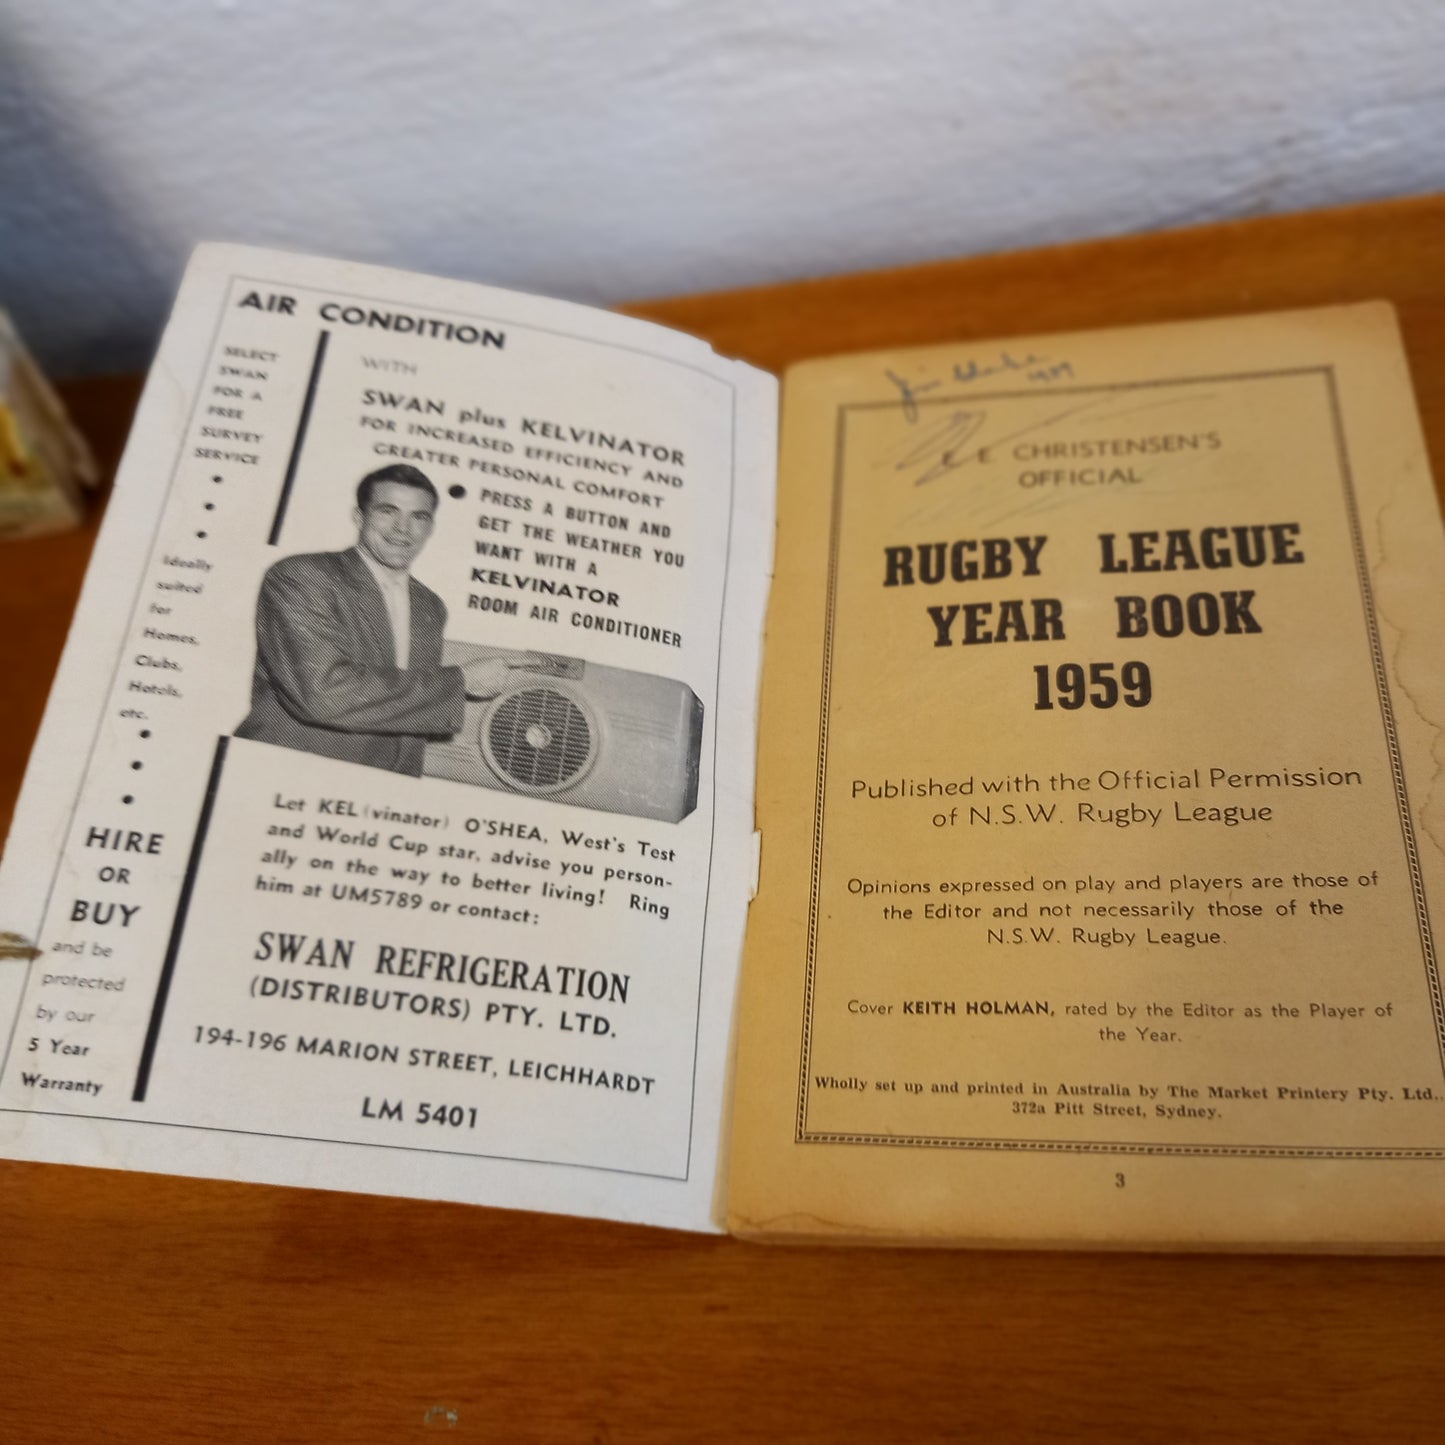 AIR CONDITION
SELECT
SWAN
FOR A
FREE
SURVEY
SERVICE
Ideally
suited
for
Homes,
Clubs,
Hotels,
etc.
HIRE
OR
BUY
and be
protected
by our
5 Year
Warranty
WITH
SWAN plus KELVINATOR
FOR INCREASED EFFICIENCY AND
GREATER PERSONAL COMFORT
● PRESS A BUTTON AND
GET THE WEATHER YOU
WANT WITH A
KELVINATOR
ROOM AIR CONDITIONER
Let KEL(vinator) O'SHEA, West's Test
and World Cup star, advise you person-
ally on the way to better living! Ring
him at UM5789 or contact:
SWAN REFRIGERATION
(DISTRIBUTORS) PTY. LTD.
194-196 MARION STREET, LEICHHARDT
LM 5401
1959
E E CHRISTENSEN'S
OFFICIAL
RUGBY LEAGUE
YEAR BOOK
1959
Published with the Official Permission
of N.S.W. Rugby League
Opinions expressed on play and players are those of
the Editor and not necessarily those of the
N.S.W. Rugby League.
Cover KEITH HOLMAN, rated by the Editor as the Player of
the Year.
Wholly set up and printed in Australia by The Market Printery Pty. Ltd.,
372a Pitt Street, Sydney.
3